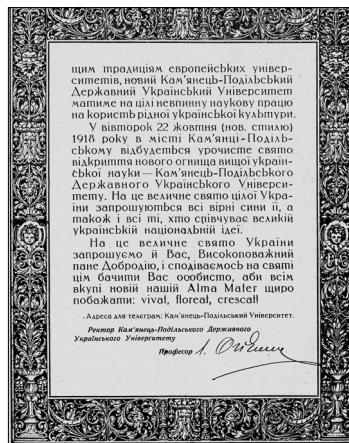 щим традиціям европейських універ-
ситетів, новий Кам’янець-Подільський
Державний Український Університет
матиме на цілі невпинну наукову працю
на користь рідної української культури.
У вівторок 22 жовтня (нов. стилю)
1918 року в місті Кам’янці-Поділь-
ському відбудеться урочисте свято
відкриття нового огнища вищої україн-
ської науки — Кам’янець-Подільського
Державного Українського Універси-
тету. На це величне свято цілої Укра-
їни запрошуються всі вірні сини її, а
також і всі ті, хто співчуває великій
українській національній ідеї.
На це величне свято України
запрошуємо й Вас, Високоповажний
пане Добродію, і сподіваємось на святі
цім бачити Вас особисто, аби всім
вкупі новій нашій Alma Mater щиро
побажати: vivat, floreat, crescat!
Адреса для телеграм: Кам’янець-Подільський Університет.
Ректор Кам’янець-Подільського Державного
Українського Університету
Професор І. Огієнко